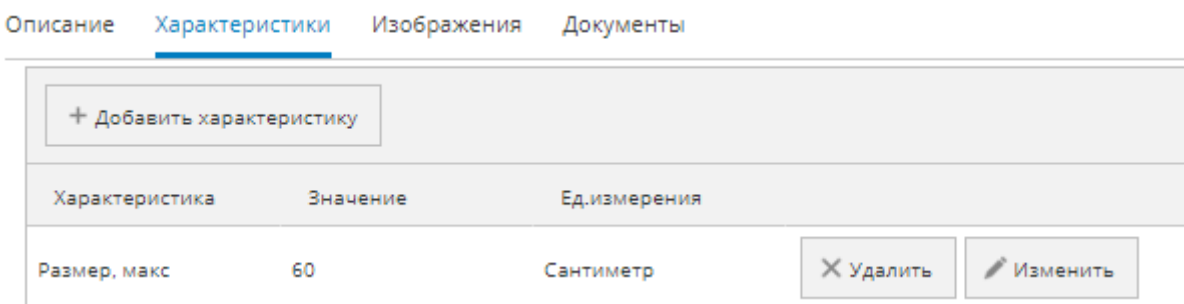 Описание Характеристики Изображения Документы
+ Добавить характеристику
Характеристика Значение Ед.измерения
Размер, макс 60 Сантиметр Удалить Изменить